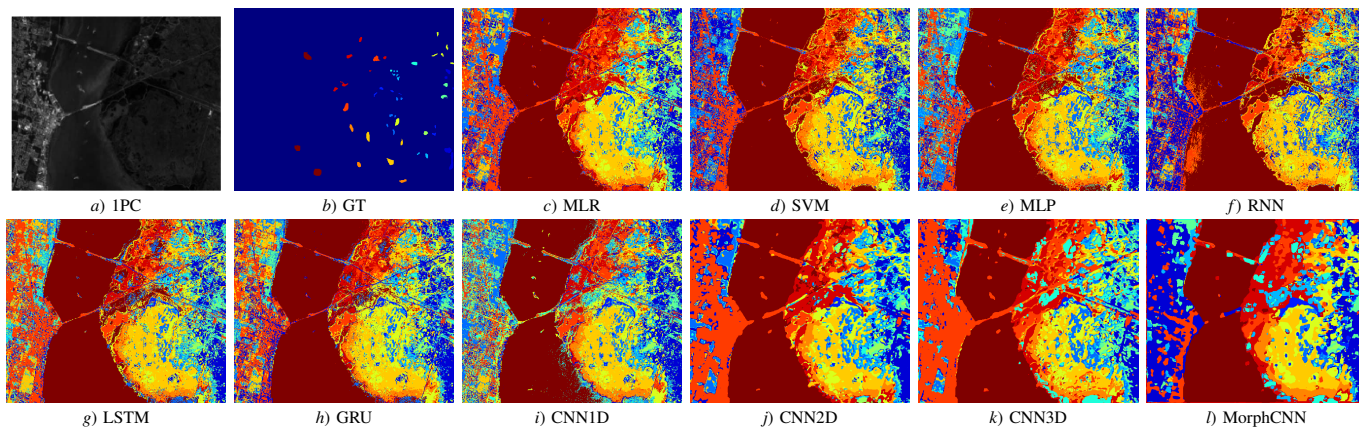 a) 1PC
b) GT
c) MLR
d) SVM
e) MLP
f) RNN
g) LSTM
h) GRU
i) CNN1D
j) CNN2D
k) CNN3D
l) MorphCNN